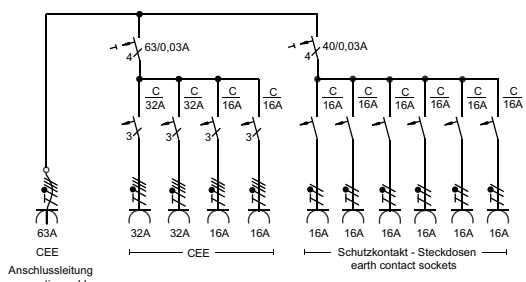 63/0,03A
40/0,03A
4
4
C C C C C C C C C C
32A 32A 16A 16A 16A 16A 16A 16A 16A 16A
3 3 3 3
63A 32A 32A 16A 16A 16A 16A 16A 16A 16A 16A
CEE
CEE
Schutzkontakt - Steckdosen
earth contact sockets
Anschlussleitung